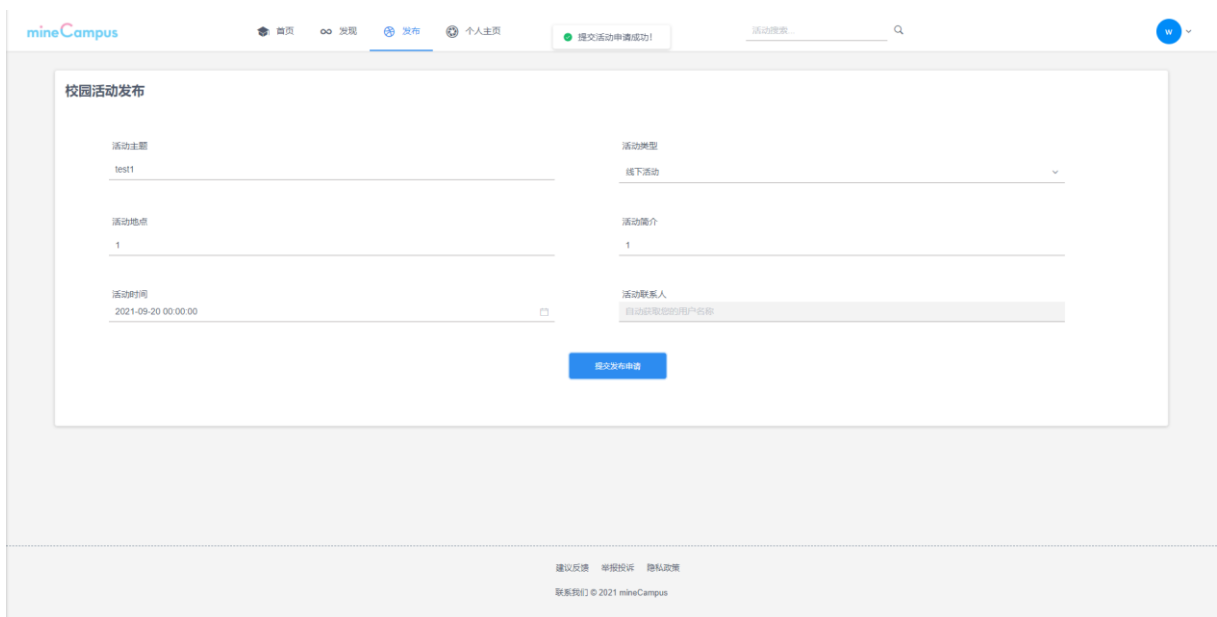 mineCampus 首页 发现 发布 个人主页 提交活动申请成功! 活动搜索... w
校园活动发布
活动主题 活动类型
test1 线下活动
活动地点 活动简介
1 1
活动时间 活动联系人
2021-09-20 00:00:00 自动获取您的用户名称
提交发布申请
建议反馈 举报投诉 隐私政策
联系我们 © 2021 mineCampus